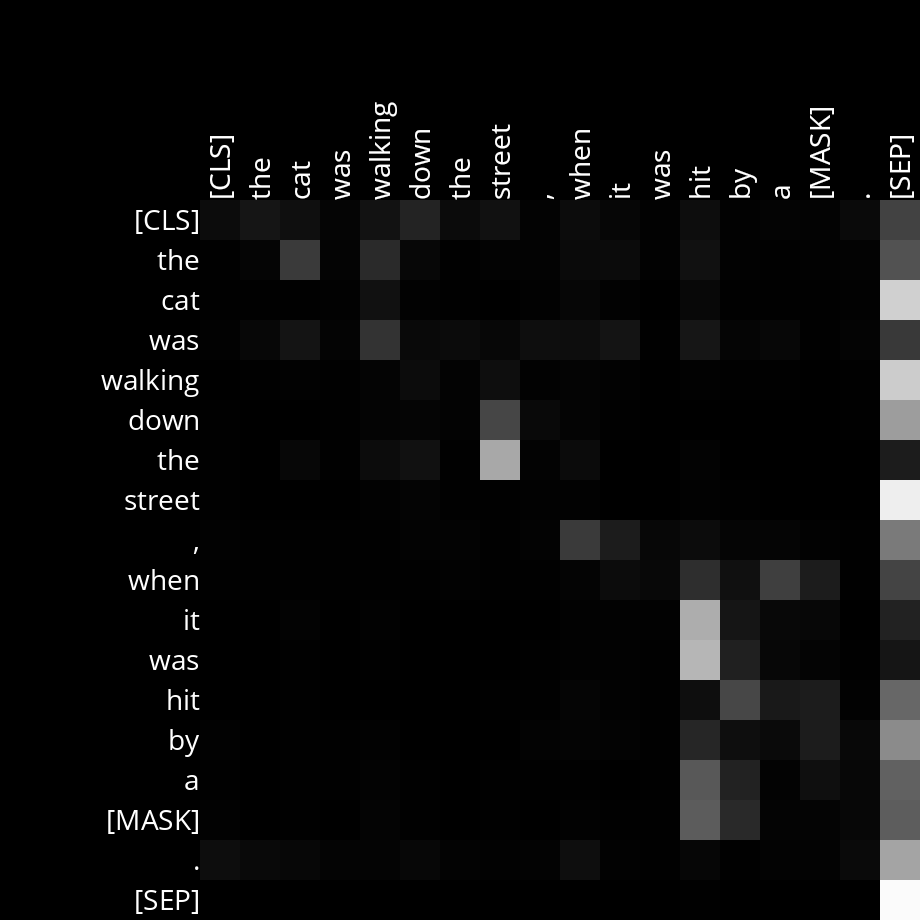 [CLS] the cat was walking down the street , when it was hit by a [MASK] . [SEP]
[CLS]
the
cat
was
walking
down
the
street
,
when
it
was
hit
by
a
[MASK]
.
[SEP]